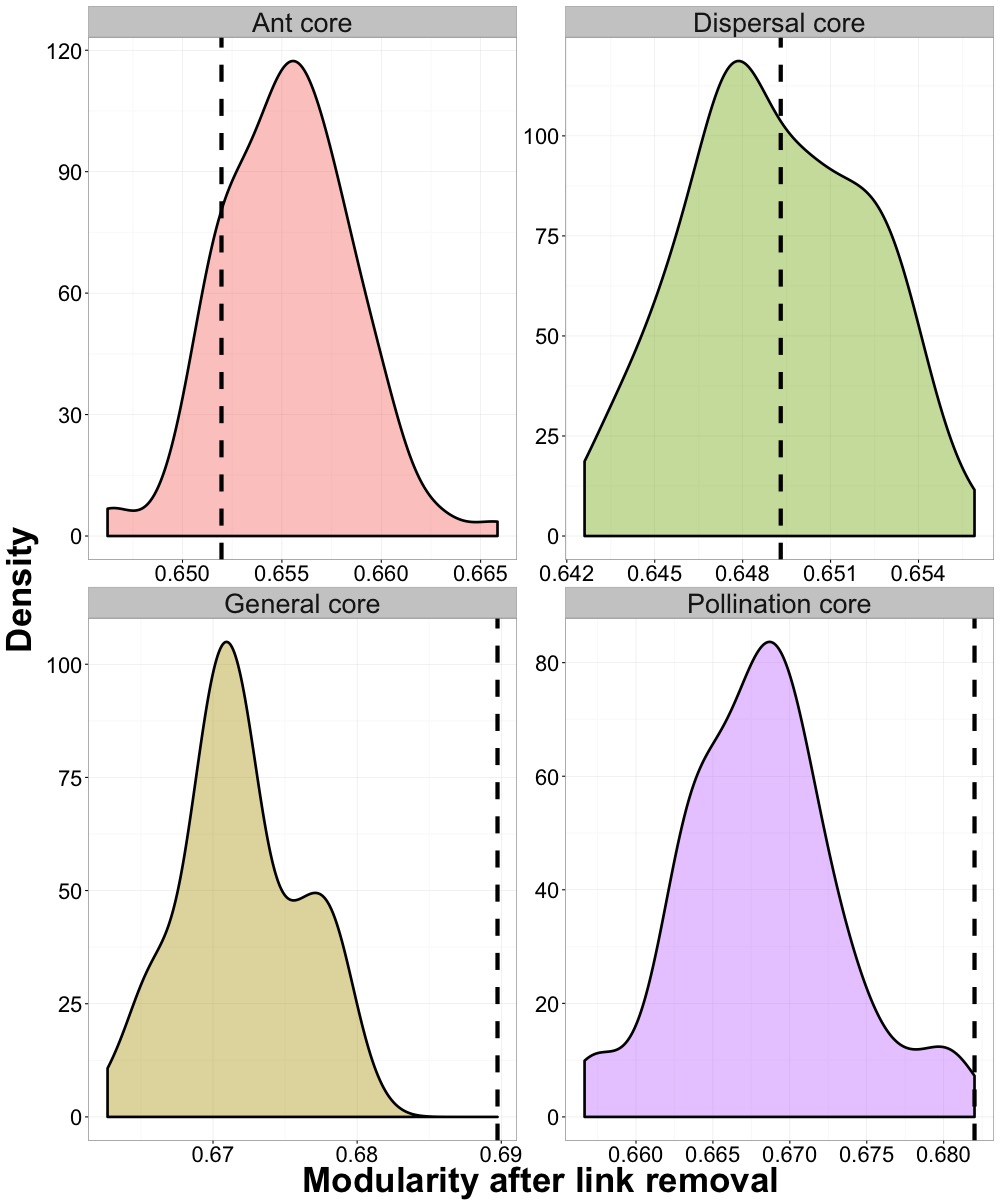 Ant core
Dispersal core
120
90
60
30
0
100
75
50
25
0
0.650 0.655 0.660 0.665
0.642 0.645 0.648 0.651 0.654
General core
Pollination core
100
75
50
25
0
80
60
40
20
0
0.67 0.68 0.69
0.660 0.665 0.670 0.675 0.680
Density
Modularity after link removal